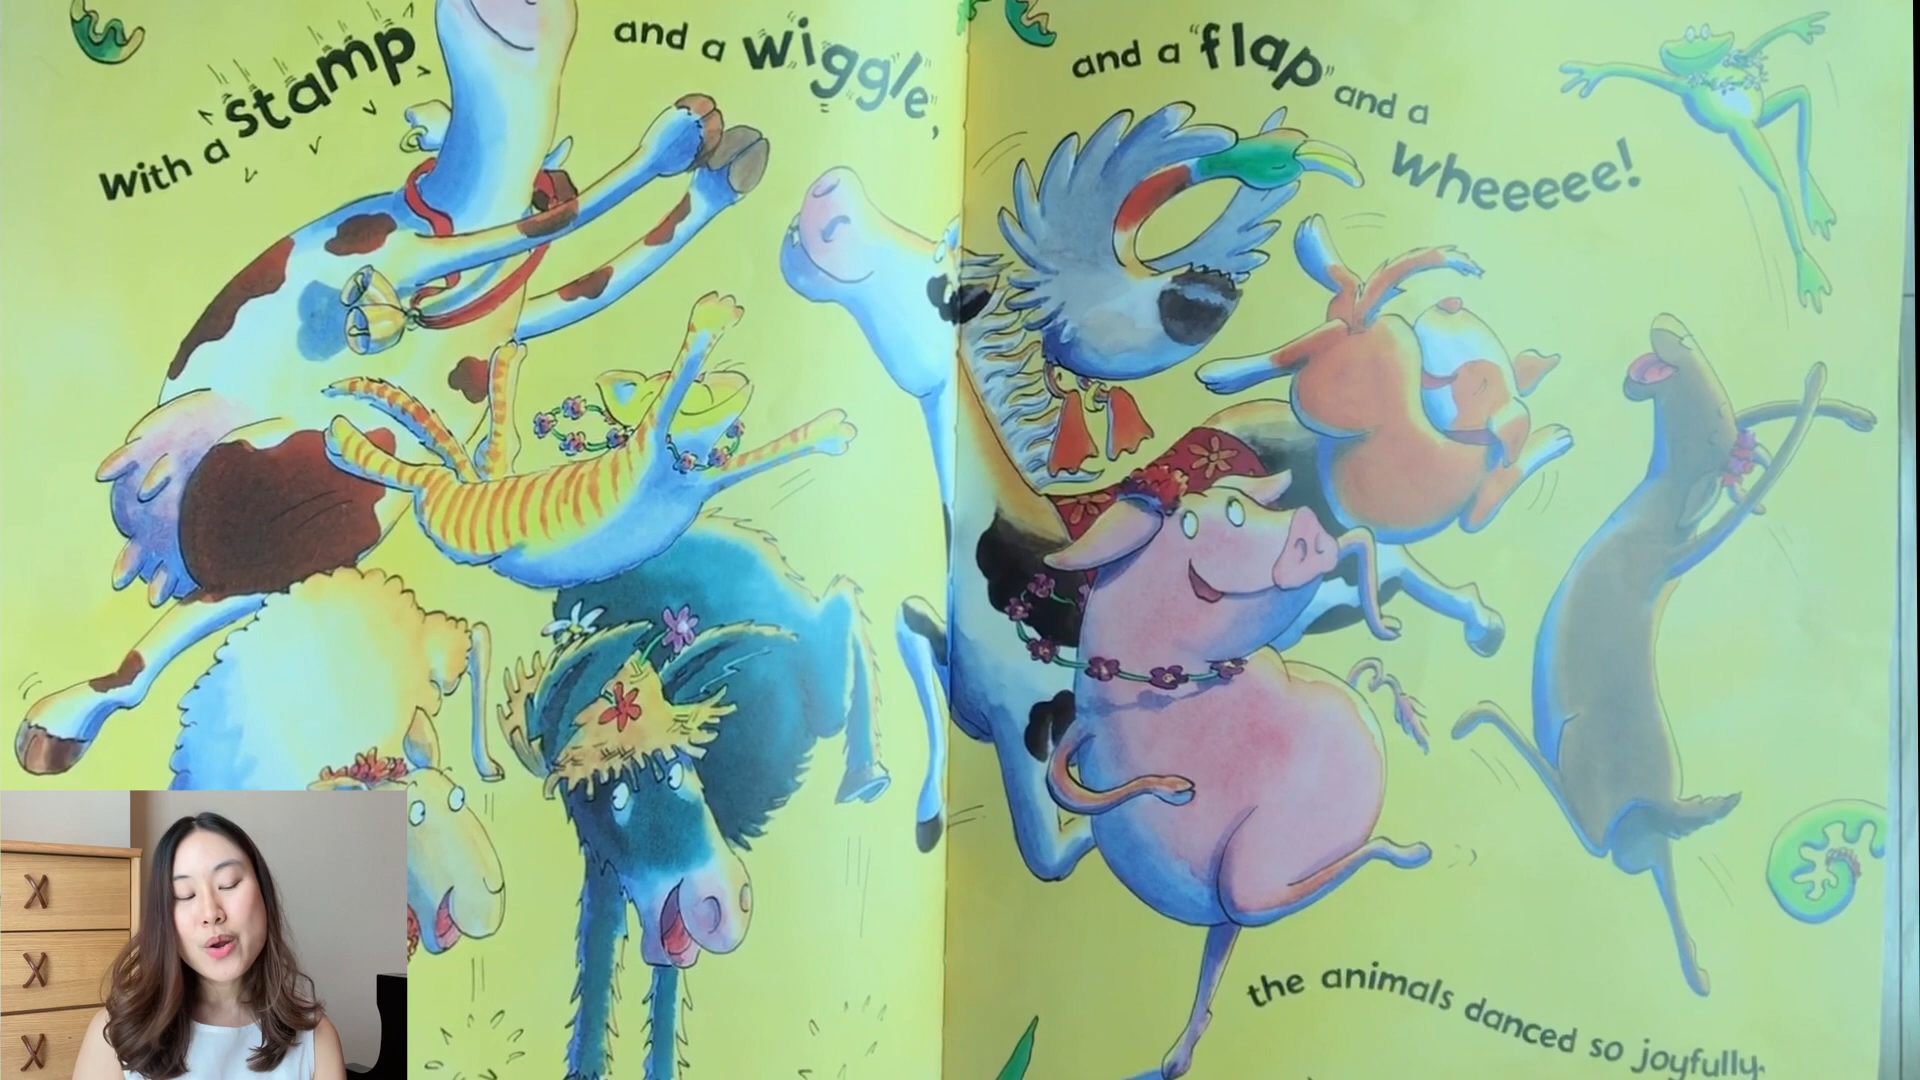 With a stamp
and a wiggle,
and a "flap" and a
wheeeee!
the animals danced so joyfully.